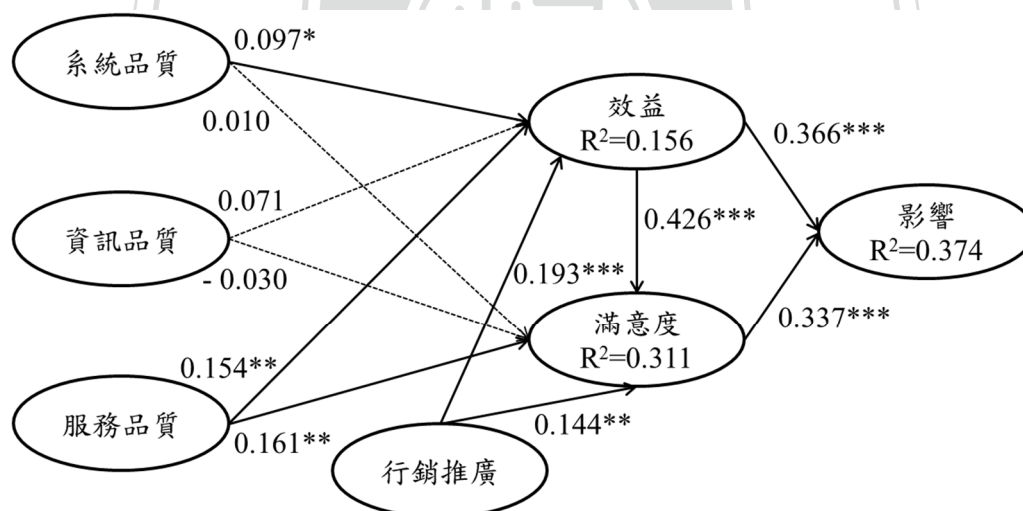 系統品質
0.097*
0.010
效益
R²=0.156
0.366***
資訊品質
0.071
- 0.030
0.426***
影響
R²=0.374
0.193***
滿意度
R²=0.311
0.337***
服務品質
0.154**
0.161**
0.144**
行銷推廣